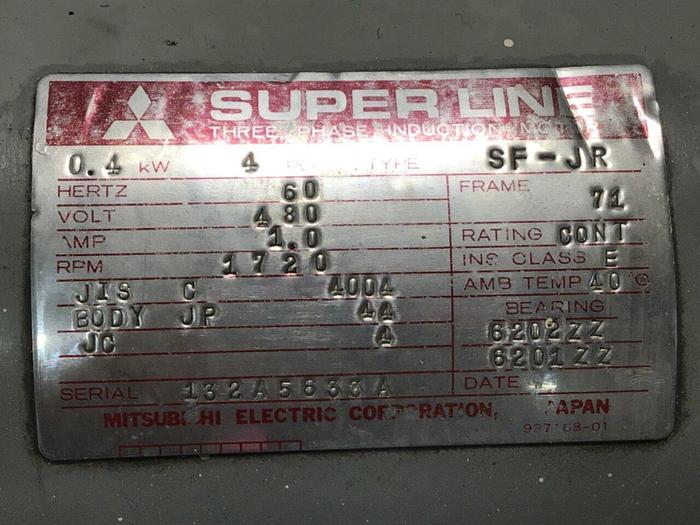 SUPER LINE
THREE PHASE INDUCTION MOTOR
0.4 kW 4 TYPE SF-JR
HERTZ 60 FRAME 71
VOLT 480
AMP 1.0 RATING CONT
RPM 1720 INS CLASS E
JIS C 4004 AMB TEMP 40°C
BODY JP 44 BEARING
JC 4 6202ZZ
6201ZZ
SERIAL 132A5633A DATE
MITSUBISHI ELECTRIC CORPORATION, JAPAN